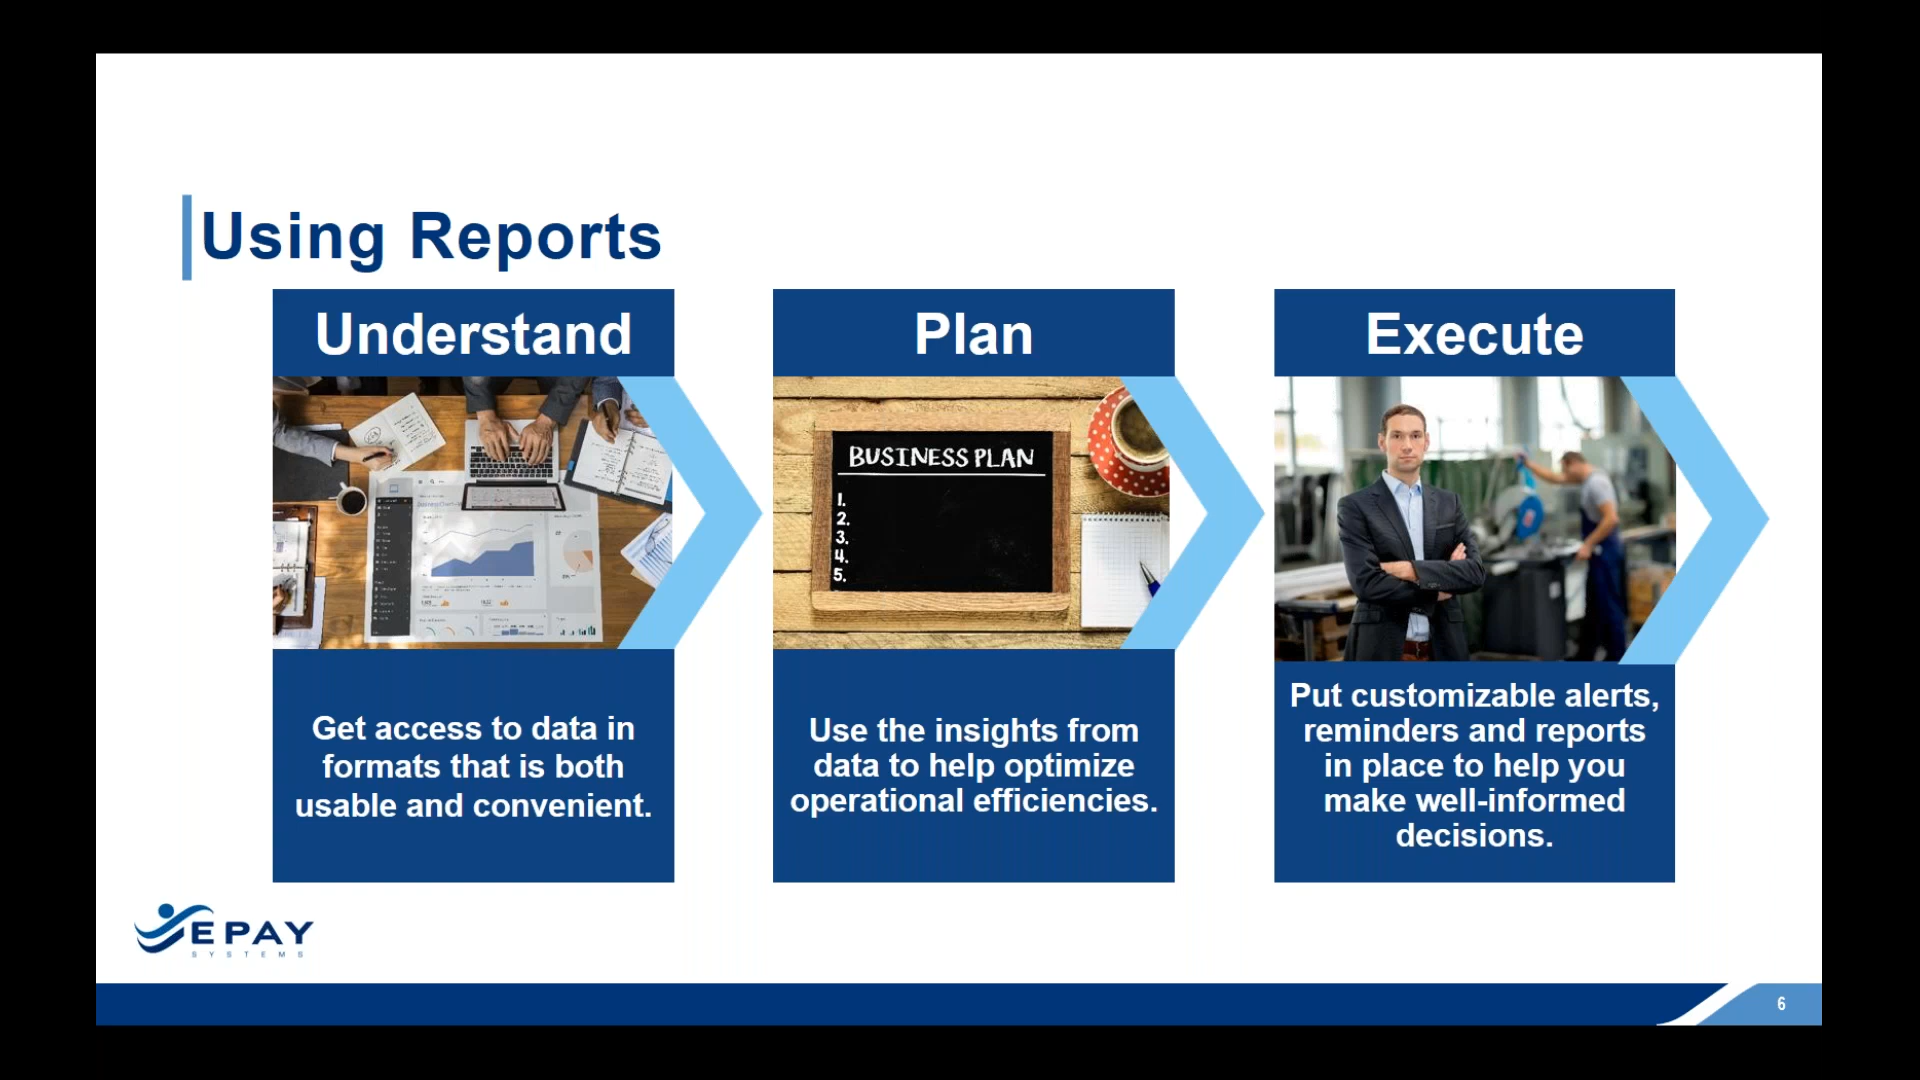 Using Reports
Understand
Get access to data in
formats that is both
usable and convenient.
Plan
BUSINESS PLAN
1.
2.
3.
4.
5.
Use the insights from
data to help optimize
operational efficiencies.
Execute
Put customizable alerts,
reminders and reports
in place to help you
make well-informed
decisions.
EPAY
SYSTEMS
6